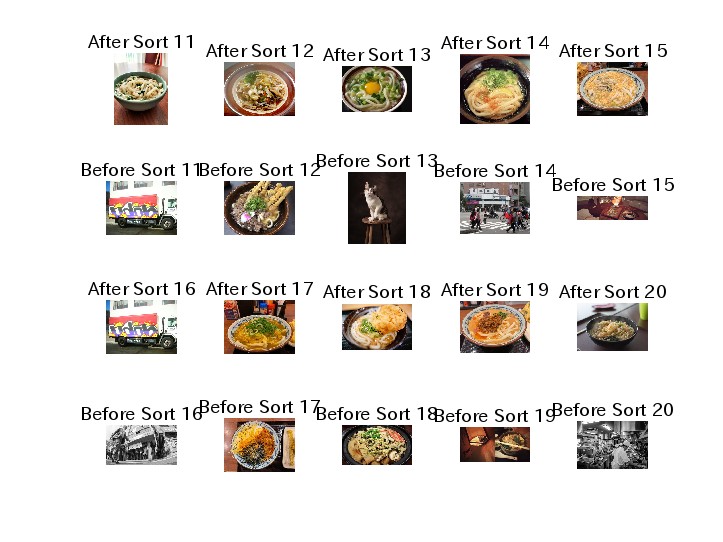 After Sort 11
After Sort 12
After Sort 13
After Sort 14
After Sort 15
Before Sort 11
Before Sort 12
Before Sort 13
Before Sort 14
Before Sort 15
After Sort 16
After Sort 17
After Sort 18
After Sort 19
After Sort 20
Before Sort 16
Before Sort 17
Before Sort 18
Before Sort 19
Before Sort 20